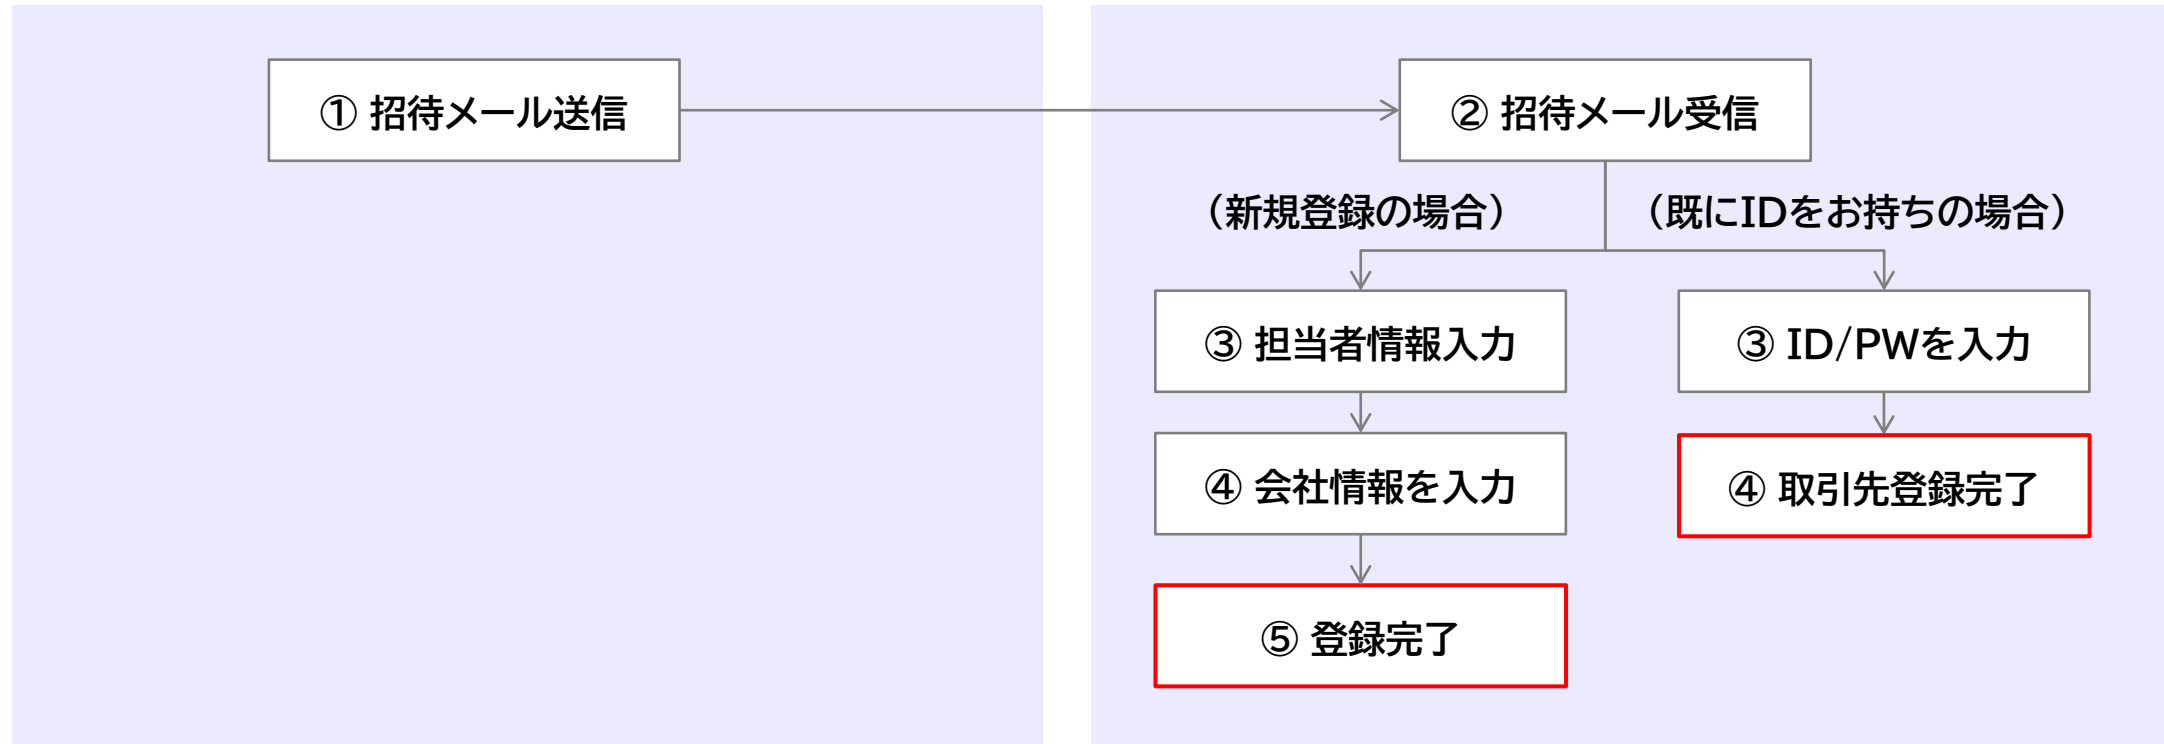 ① 招待メール送信
② 招待メール受信
（新規登録の場合）
（既にIDをお持ちの場合）
③ 担当者情報入力
③ ID/PWを入力
④ 会社情報を入力
④ 取引先登録完了
⑤ 登録完了